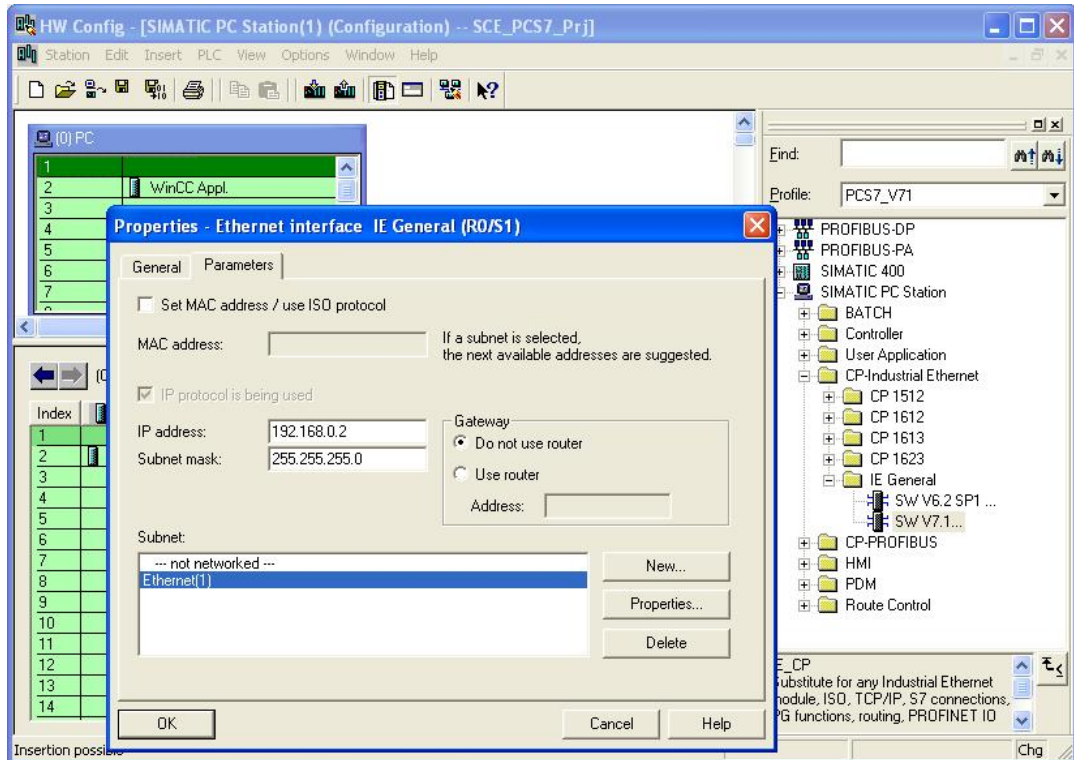 HW Config - [SIMATIC PC Station(1) (Configuration) -- SCE_PCS7_Prj]
Station Edit Insert PLC View Options Window Help
(0) PC
1
2 WinCC Appl.
3
4
5
6
7
Find:
Profile: PCS7_V71
PROFIBUS-DP
PROFIBUS-PA
SIMATIC 400
SIMATIC PC Station
BATCH
Controller
User Application
CP-Industrial Ethernet
CP 1512
CP 1612
CP 1613
CP 1623
IE General
SW V6.2 SP1 ...
SW V7.1...
CP-PROFIBUS
HMI
PDM
Route Control
Properties - Ethernet interface IE General (R0/S1)
General Parameters
Set MAC address / use ISO protocol
MAC address:
If a subnet is selected,
the next available addresses are suggested.
IP protocol is being used
IP address: 192.168.0.2
Subnet mask: 255.255.255.0
Gateway
Do not use router
Use router
Address:
Subnet:
--- not networked ---
Ethernet(1)
New...
Properties...
Delete
OK Cancel Help
Index
1
2
3
4
5
6
7
8
9
10
11
12
13
14
E_CP
ubstitute for any Industrial Ethernet
nodule, ISO, TCP/IP, S7 connections,
PG functions, routing, PROFINET IO
Insertion possible
Chg